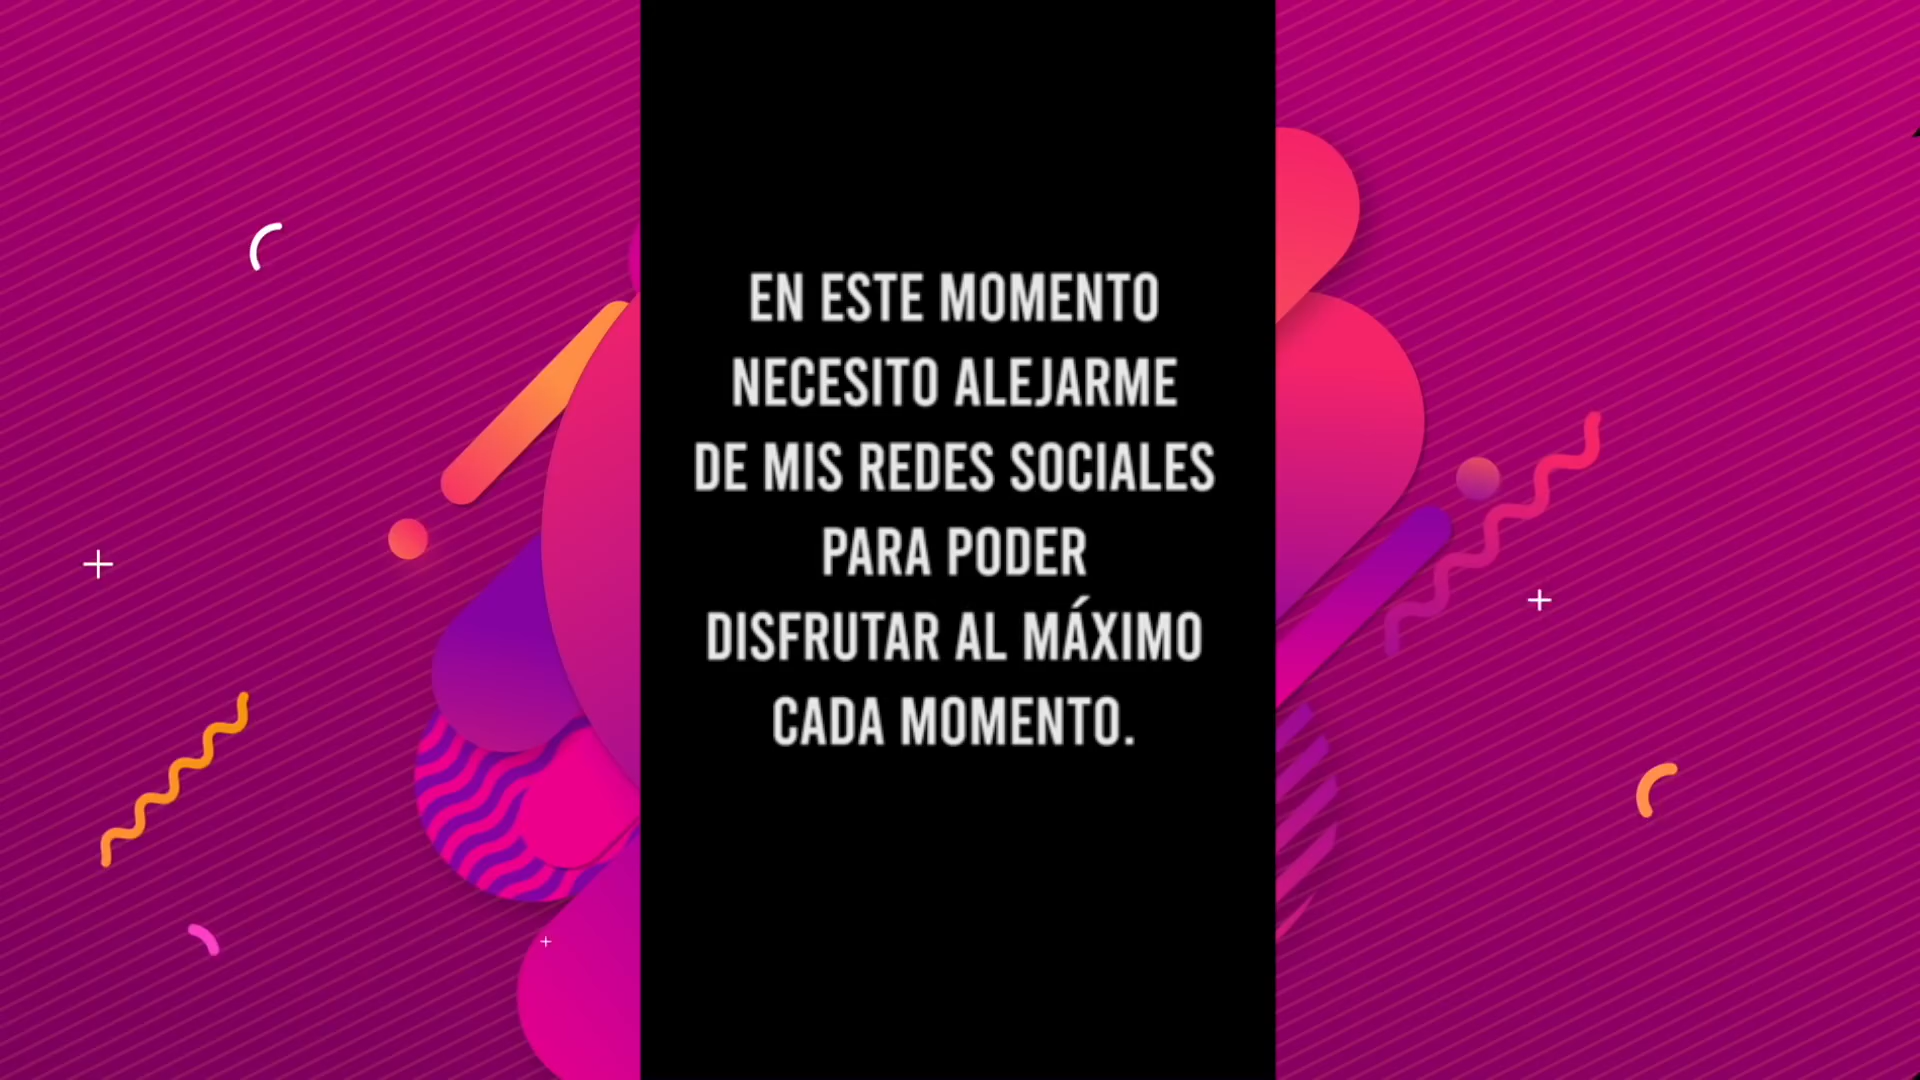 EN ESTE MOMENTO
NECESITO ALEJARME
DE MIS REDES SOCIALES
PARA PODER
DISFRUTAR AL MÁXIMO
CADA MOMENTO.